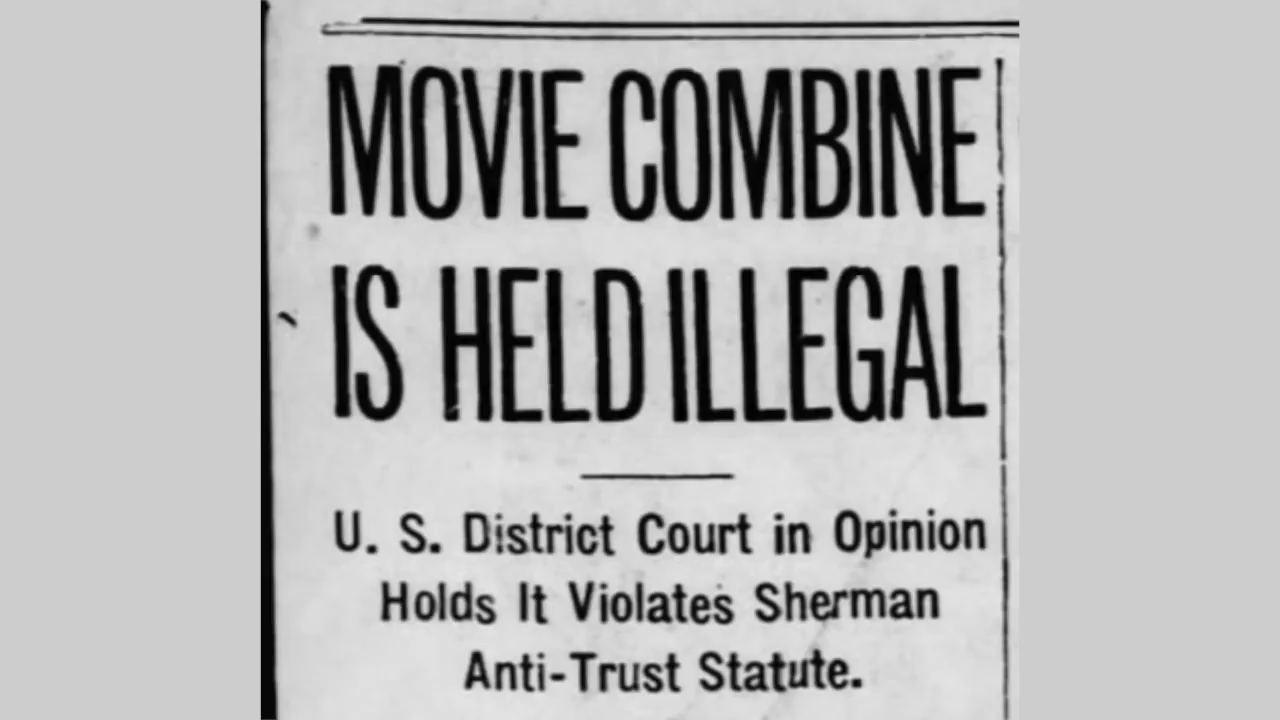 MOVIE COMBINE
IS HELD ILLEGAL
U. S. District Court in Opinion
Holds It Violates Sherman
Anti-Trust Statute.